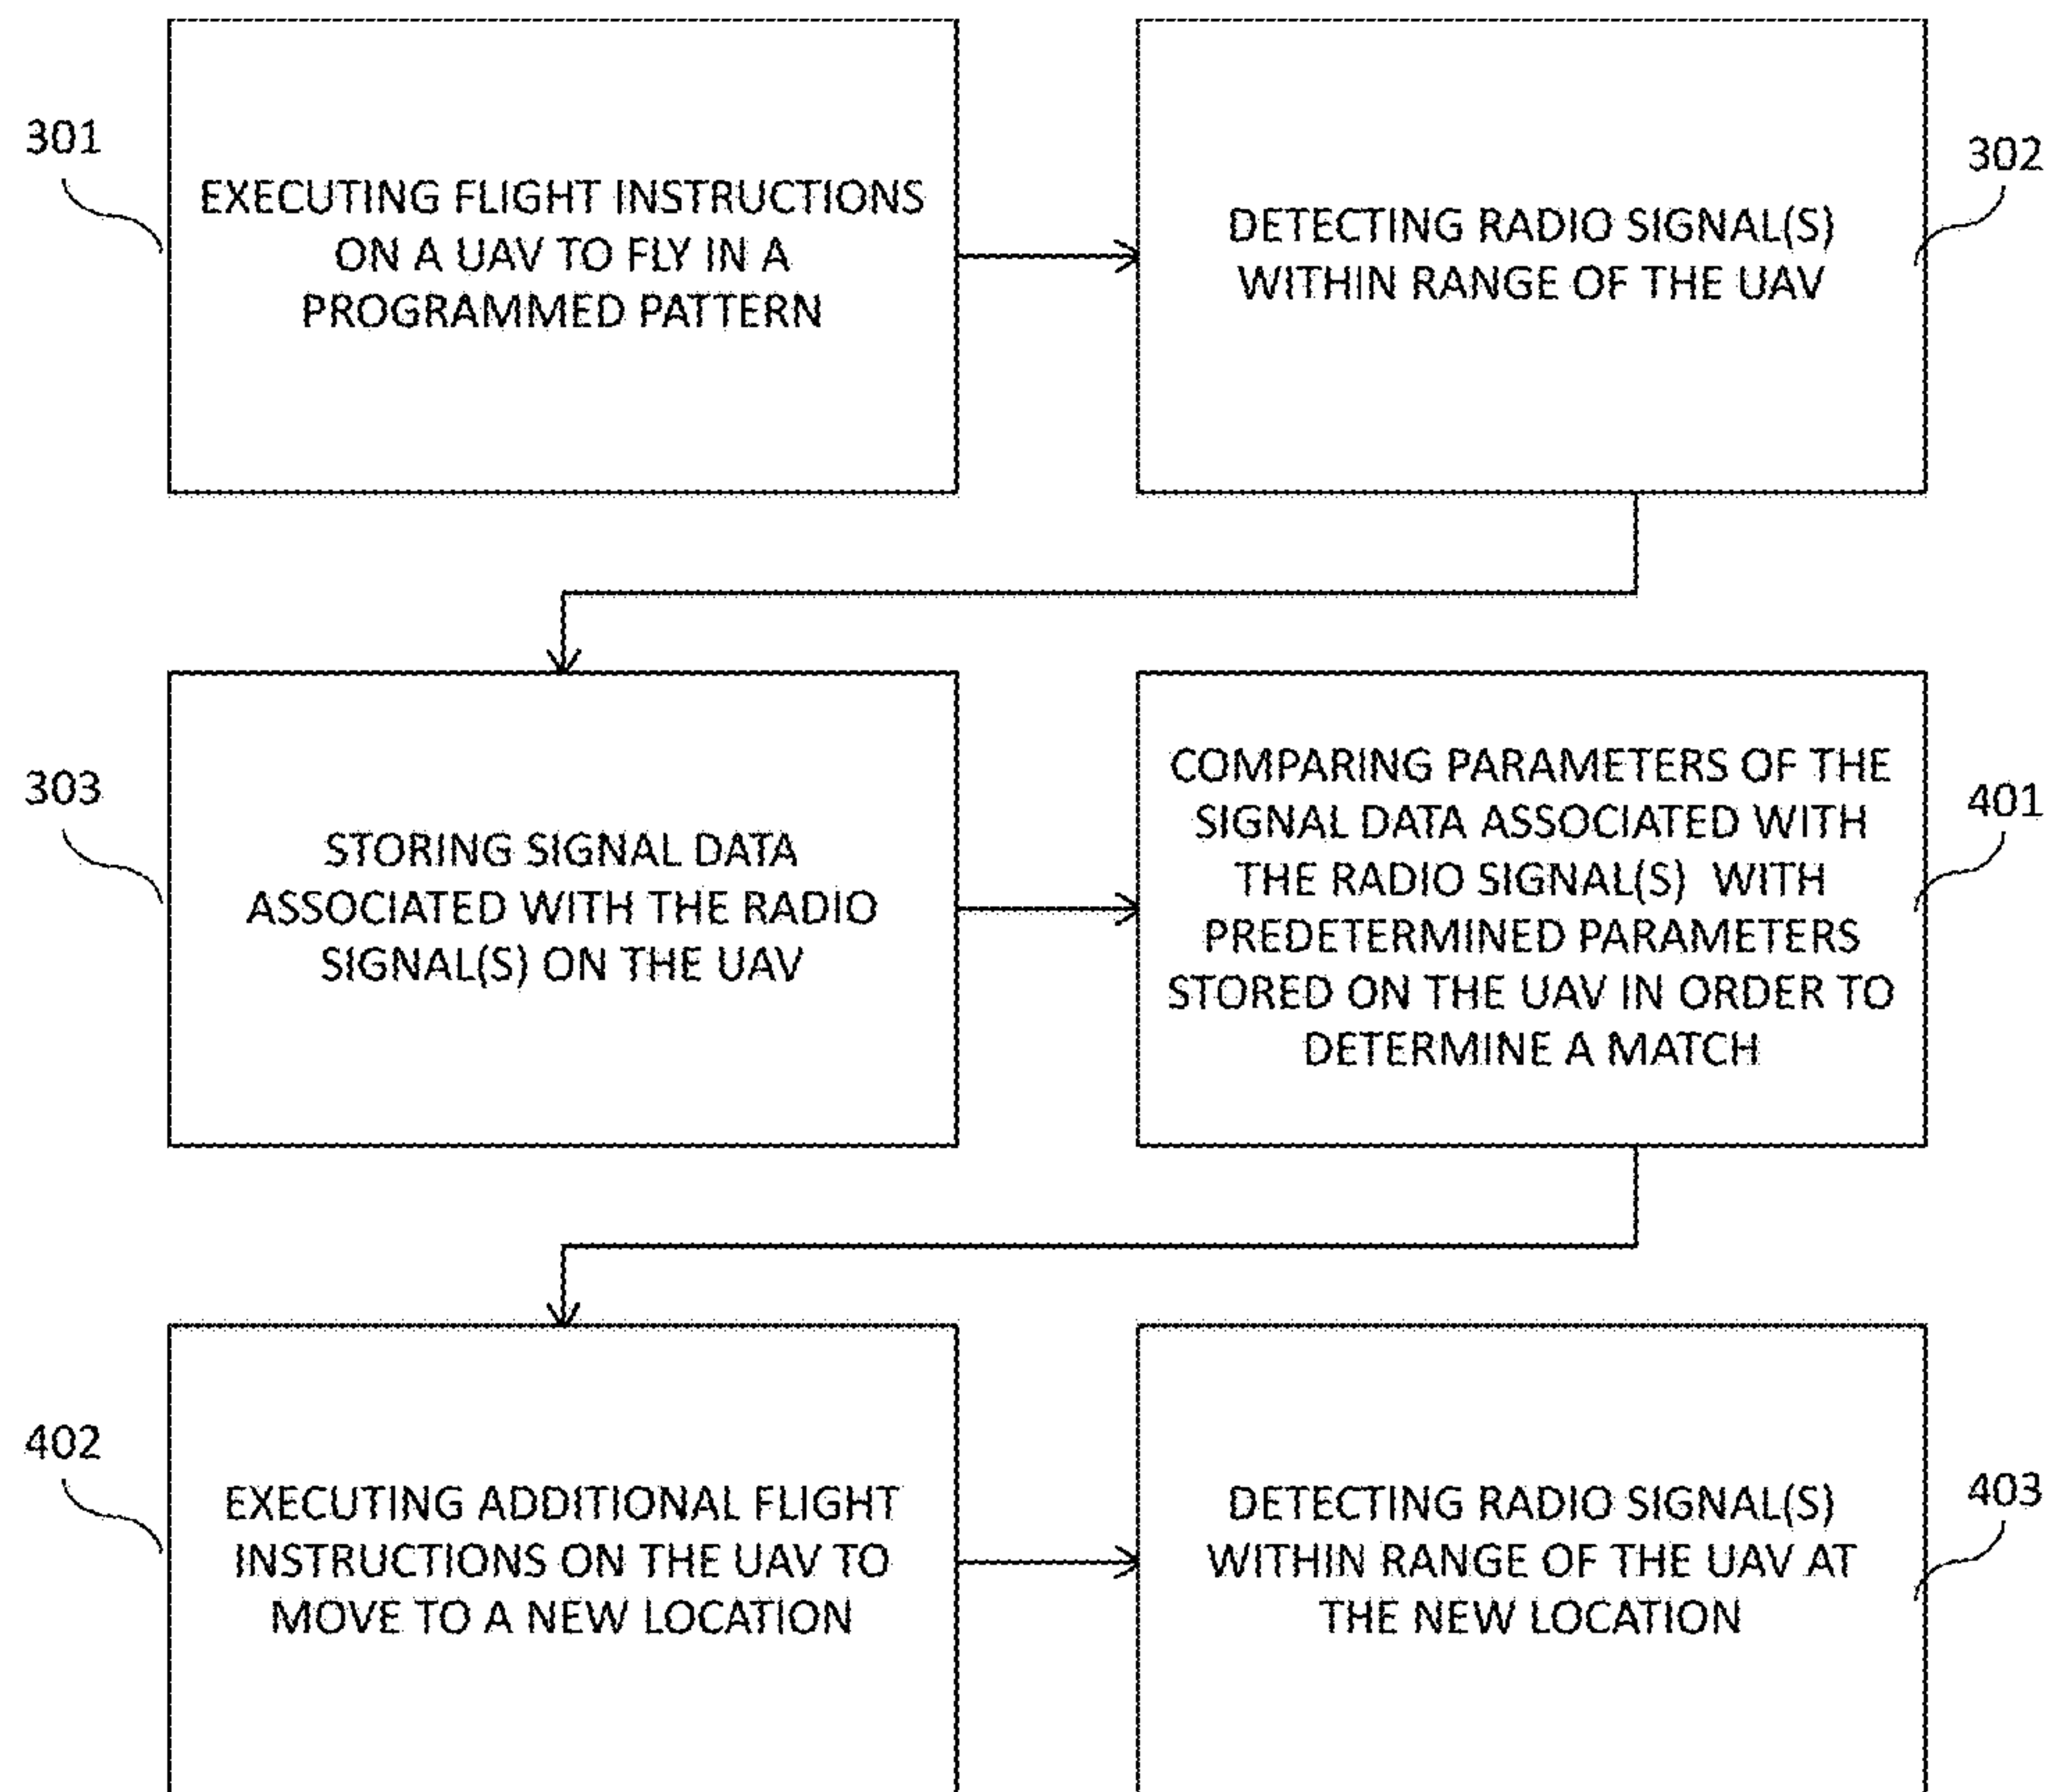 301
EXECUTING FLIGHT INSTRUCTIONS
ON A UAV TO FLY IN A
PROGRAMMED PATTERN
302
DETECTING RADIO SIGNAL(S)
WITHIN RANGE OF THE UAV
303
STORING SIGNAL DATA
ASSOCIATED WITH THE RADIO
SIGNAL(S) ON THE UAV
401
COMPARING PARAMETERS OF THE
SIGNAL DATA ASSOCIATED WITH
THE RADIO SIGNAL(S) WITH
PREDETERMINED PARAMETERS
STORED ON THE UAV IN ORDER TO
DETERMINE A MATCH
402
EXECUTING ADDITIONAL FLIGHT
INSTRUCTIONS ON THE UAV TO
MOVE TO A NEW LOCATION
403
DETECTING RADIO SIGNAL(S)
WITHIN RANGE OF THE UAV AT
THE NEW LOCATION